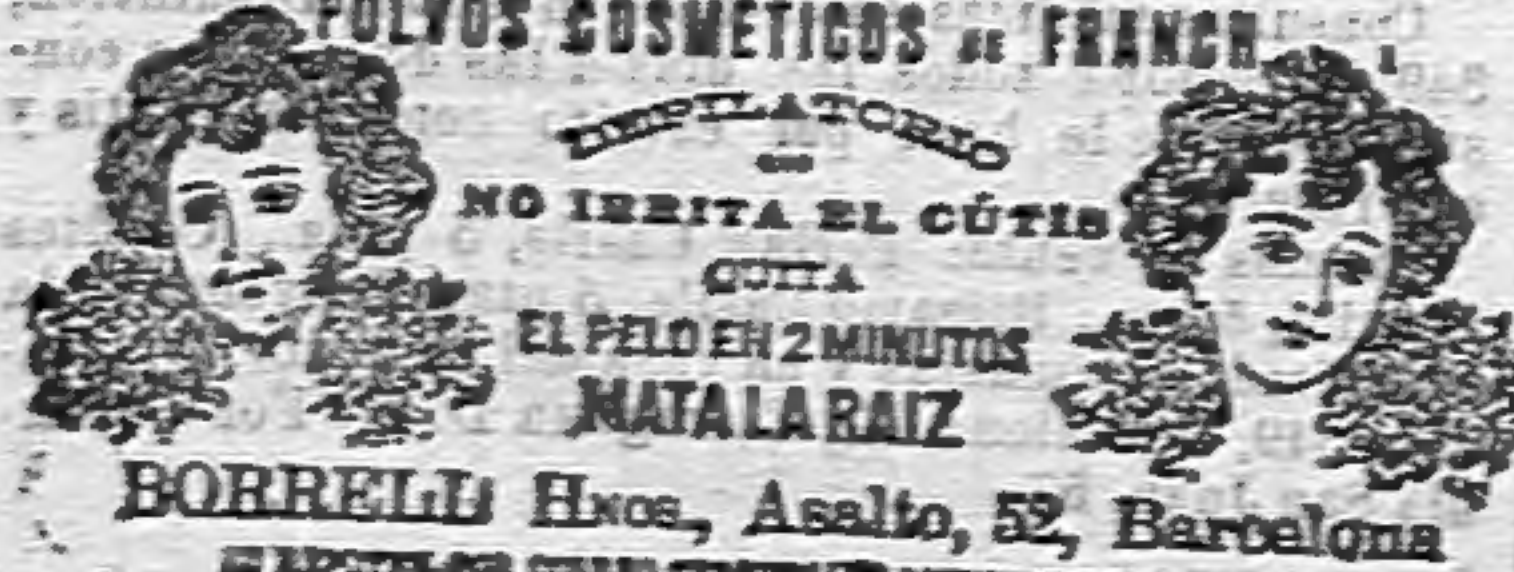 POLVOS COSMETICOS DE FRANCH
DEPILATORIO
QUE
NO IRRITA EL CÚTIS
QUITA
EL PELO EN 2 MINUTOS
MATA LA RAIZ
BORRELL Hnos, Asalto, 52, Barcelona